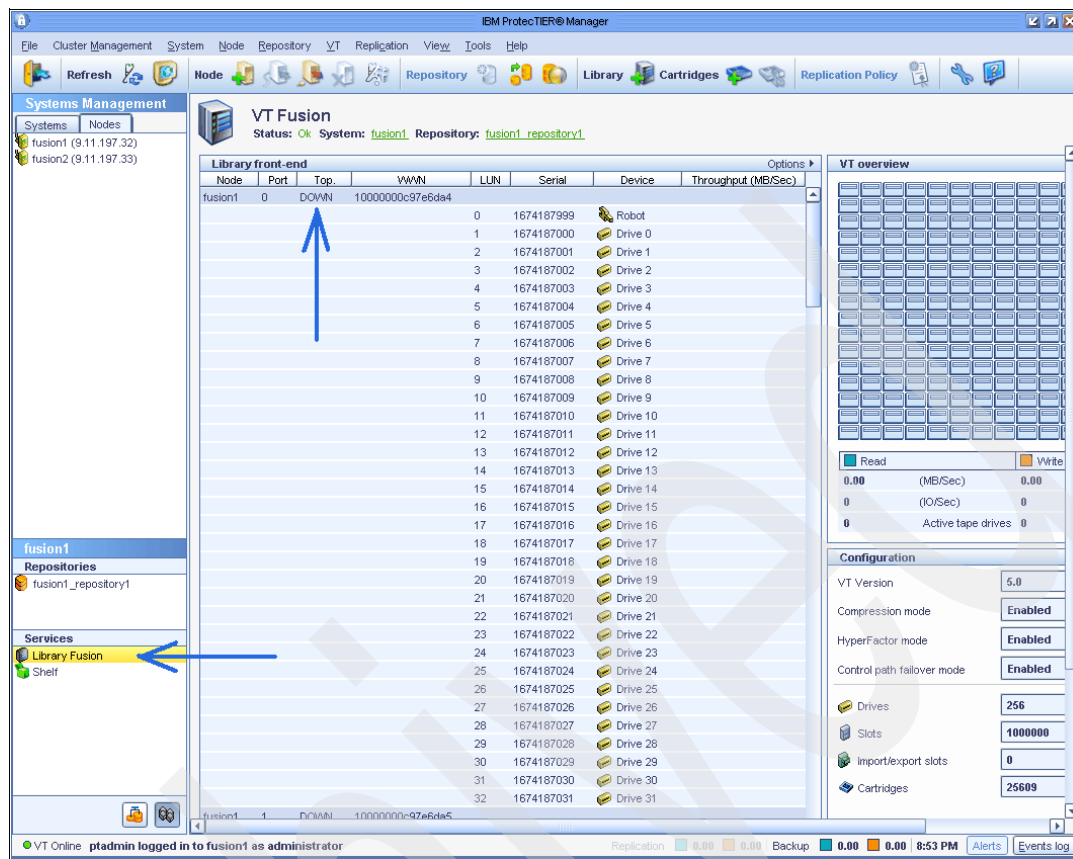 IBM ProtecTIER® Manager
File Cluster Management System Node Repository VT Replication View Tools Help
Refresh Node Repository Library Cartridges Replication Policy
Systems Management
Systems Nodes
fusion1 (9.11.197.32)
fusion2 (9.11.197.33)
fusion1
Repositories
fusion1_repository1
Services
Library Fusion
Shelf
VT Fusion
Status: Ok System: fusion1 Repository: fusion1_repository1
Library front-end Options
Node Port Top. WWN LUN Serial Device Throughput (MB/Sec)
fusion1 0 DOWN 10000000c97e6da4
0 1674187999 Robot
1 1674187000 Drive 0
2 1674187001 Drive 1
3 1674187002 Drive 2
4 1674187003 Drive 3
5 1674187004 Drive 4
6 1674187005 Drive 5
7 1674187006 Drive 6
8 1674187007 Drive 7
9 1674187008 Drive 8
10 1674187009 Drive 9
11 1674187010 Drive 10
12 1674187011 Drive 11
13 1674187012 Drive 12
14 1674187013 Drive 13
15 1674187014 Drive 14
16 1674187015 Drive 15
17 1674187016 Drive 16
18 1674187017 Drive 17
19 1674187018 Drive 18
20 1674187019 Drive 19
21 1674187020 Drive 20
22 1674187021 Drive 21
23 1674187022 Drive 22
24 1674187023 Drive 23
25 1674187024 Drive 24
26 1674187025 Drive 25
27 1674187026 Drive 26
28 1674187027 Drive 27
29 1674187028 Drive 28
30 1674187029 Drive 29
31 1674187030 Drive 30
32 1674187031 Drive 31
fusion1 1 DOWN 10000000c97e6da5
VT overview
Read Write
0.00 (MB/Sec) 0.00
0 (IO/Sec) 0
0 Active tape drives 0
Configuration
VT Version 5.0
Compression mode Enabled
HyperFactor mode Enabled
Control path failover mode Enabled
Drives 256
Slots 1000000
Import/export slots 0
Cartridges 25609
VT Online ptadmin logged in to fusion1 as administrator Replication 0.00 0.00 Backup 0.00 0.00 8:53 PM Alerts Events log